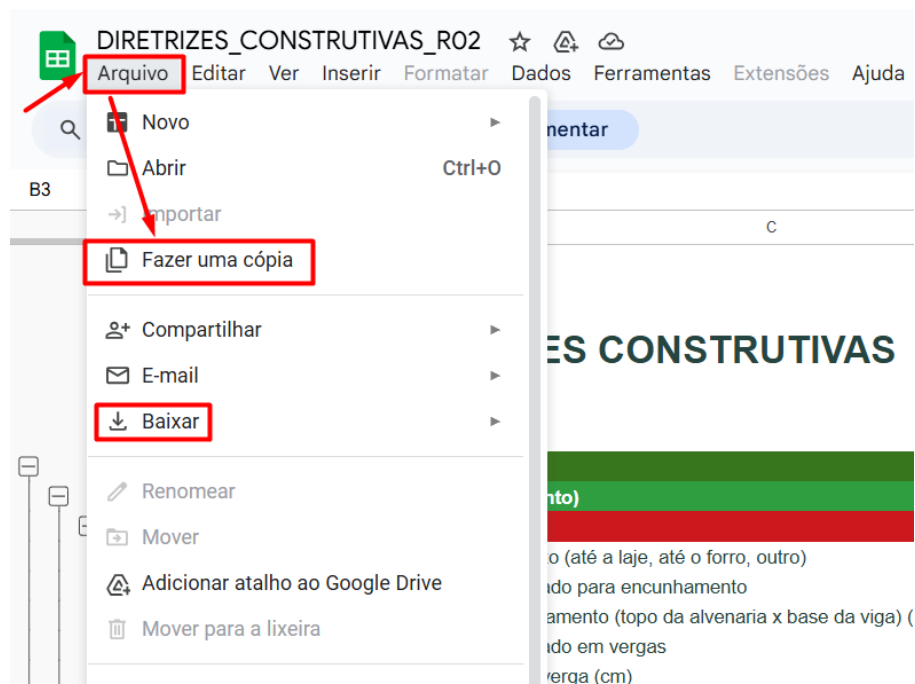 DIRETRIZES_CONSTRUTIVAS_R02
Arquivo Editar Ver Inserir Formatar Dados Ferramentas Extensões Ajuda
Novo
mentar
Abrir Ctrl+O
B3
Importar
C
Fazer uma cópia
Compartilhar
ES CONSTRUTIVAS
E-mail
Baixar
Renomear
nto)
Mover
o (até a laje, até o forro, outro)
Adicionar atalho ao Google Drive
ado para encunhamento
amento (topo da alvenaria x base da viga) (
Mover para a lixeira
ado em vergas
verga (cm)